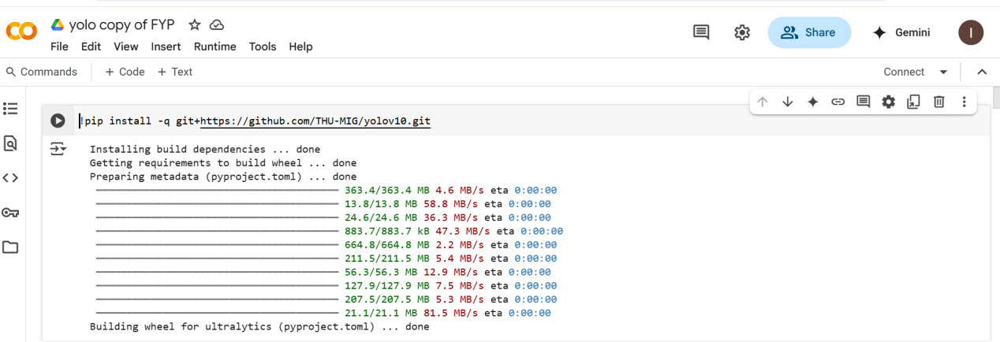 yolo copy of FYP
File Edit View Insert Runtime Tools Help
Share
Gemini
I
Commands + Code + Text
Connect
!pip install -q git+https://github.com/THU-MIG/yolov10.git
Installing build dependencies ... done
Getting requirements to build wheel ... done
Preparing metadata (pyproject.toml) ... done
363.4/363.4 MB 4.6 MB/s eta 0:00:00
13.8/13.8 MB 58.8 MB/s eta 0:00:00
24.6/24.6 MB 36.3 MB/s eta 0:00:00
883.7/883.7 kB 47.3 MB/s eta 0:00:00
664.8/664.8 MB 2.2 MB/s eta 0:00:00
211.5/211.5 MB 5.4 MB/s eta 0:00:00
56.3/56.3 MB 12.9 MB/s eta 0:00:00
127.9/127.9 MB 7.5 MB/s eta 0:00:00
207.5/207.5 MB 5.3 MB/s eta 0:00:00
21.1/21.1 MB 81.5 MB/s eta 0:00:00
Building wheel for ultralytics (pyproject.toml) ... done